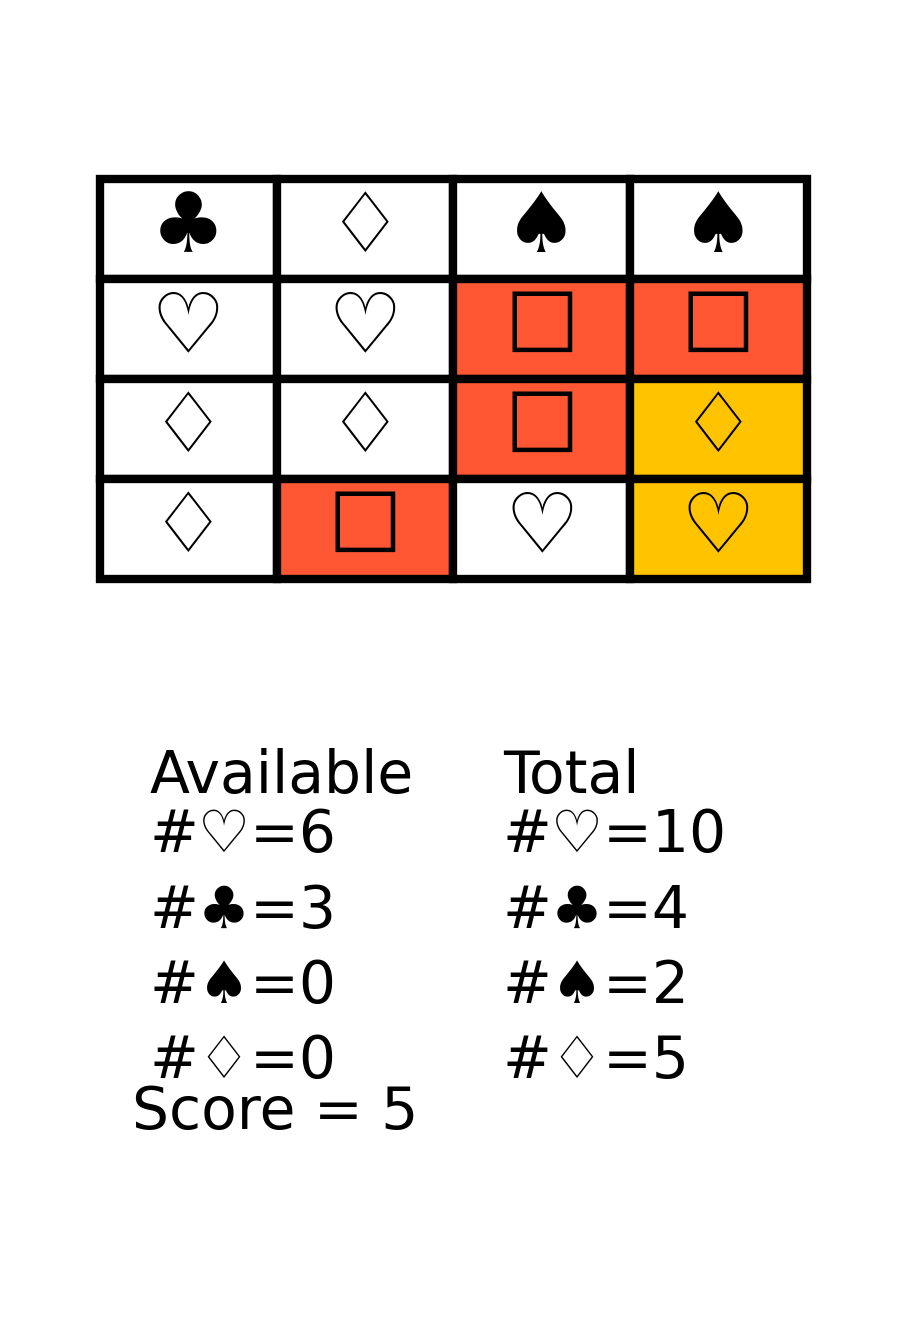 ♣ ♢ ♠ ♠
♡ ♡ □ □
♢ ♢ □ ♢
♢ □ ♡ ♡
Available Total
#♡=6 #♡=10
#♣=3 #♣=4
#♠=0 #♠=2
#♢=0 #♢=5
Score = 5